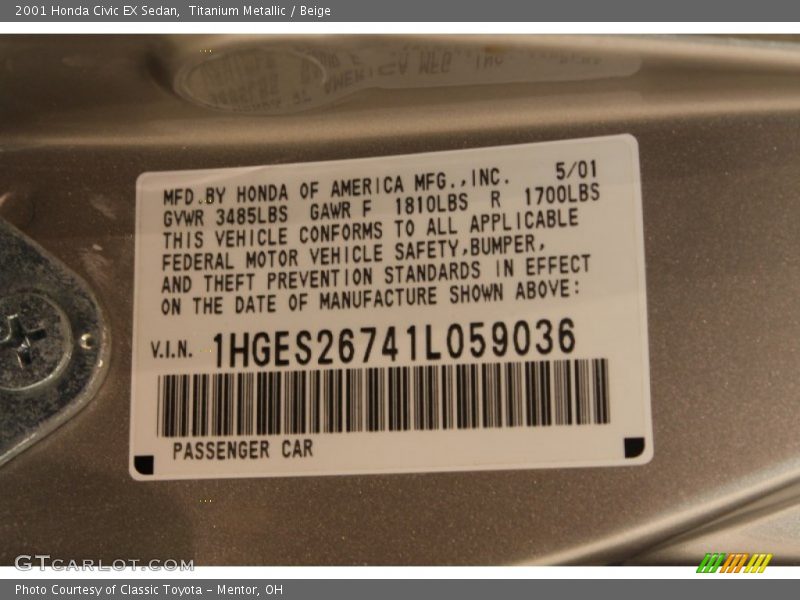 2001 Honda Civic EX Sedan,  Titanium Metallic / Beige
MFD.BY HONDA OF AMERICA MFG.,INC. 5/01
GVWR 3485LBS GAWR F 1810LBS R 1700LBS
THIS VEHICLE CONFORMS TO ALL APPLICABLE
FEDERAL MOTOR VEHICLE SAFETY,BUMPER,
AND THEFT PREVENTION STANDARDS IN EFFECT
ON THE DATE OF MANUFACTURE SHOWN ABOVE:
V.I.N. 1HGES26741L059036
PASSENGER CAR
GTCARLOT.COM
Photo Courtesy of Classic Toyota - Mentor, OH